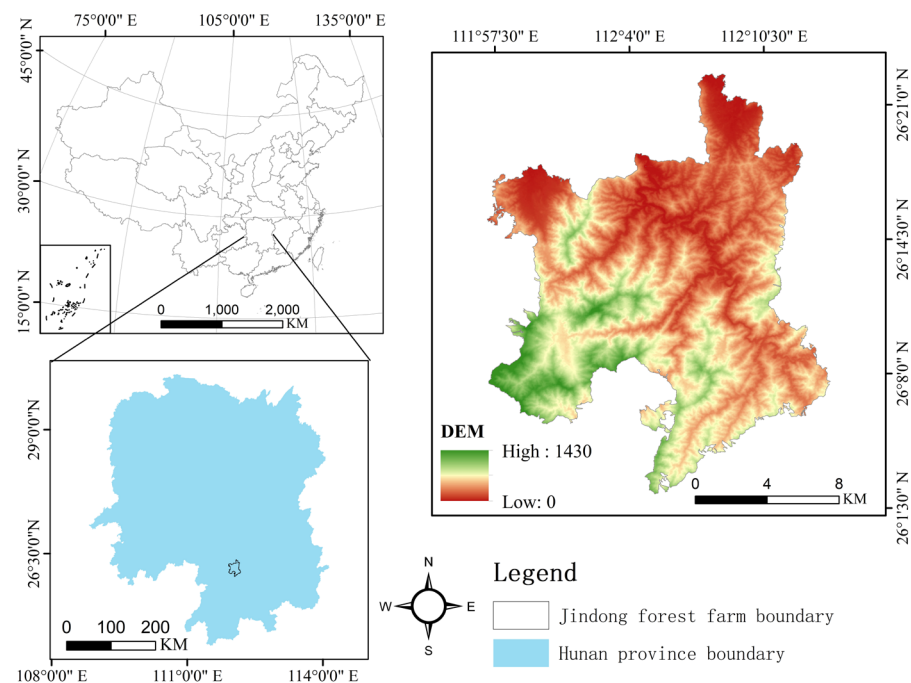 75°0'0" E
105°0'0" E
135°0'0" E
45°0'0" N
30°0'0" N
15°0'0" N
0
1,000
2,000
KM
111°57'30" E
112°4'0" E
112°10'30" E
26°21'0" N
26°14'30" N
26°8'0" N
26°1'30" N
DEM
High : 1430
Low: 0
0
4
8
KM
29°0'0"N
26°30'0"N
0
100
200
KM
108°0'0" E
111°0'0" E
114°0'0" E
N
W
E
S
Legend
Jindong forest farm boundary
Hunan province boundary